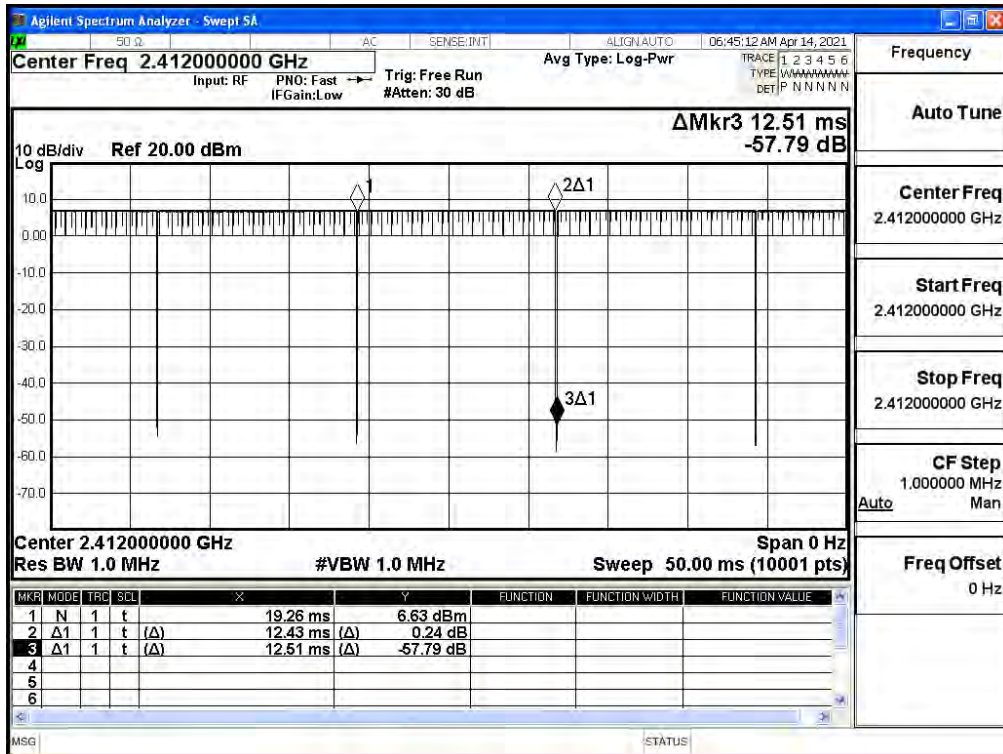 Agilent Spectrum Analyzer - Swept SA
50 Ω AC SENSE:INT ALIGNAUTO 06:45:12 AM Apr 14, 2021
Center Freq 2.412000000 GHz
Input: RF PNO: Fast Trig: Free Run Avg Type: Log-Pwr
IFGain:Low #Atten: 30 dB
TRACE 1 2 3 4 5 6
TYPE
DET P N N N N N
ΔMkr3 12.51 ms
-57.79 dB
10 dB/div Ref 20.00 dBm
Log
1
2Δ1
10.0
0.00
-10.0
-20.0
-30.0
-40.0
3Δ1
-50.0
-60.0
-70.0
Center 2.412000000 GHz Span 0 Hz
Res BW 1.0 MHz #VBW 1.0 MHz Sweep 50.00 ms (10001 pts)
MKR MODE TRC SCL X Y FUNCTION FUNCTION WIDTH FUNCTION VALUE
1 N 1 t 19.26 ms 6.63 dBm
2 Δ1 1 t (Δ) 12.43 ms (Δ) 0.24 dB
3 Δ1 1 t (Δ) 12.51 ms (Δ) -57.79 dB
4
5
6
MSG STATUS
Frequency
Auto Tune
Center Freq
2.412000000 GHz
Start Freq
2.412000000 GHz
Stop Freq
2.412000000 GHz
CF Step
1.000000 MHz
Auto Man
Freq Offset
0 Hz